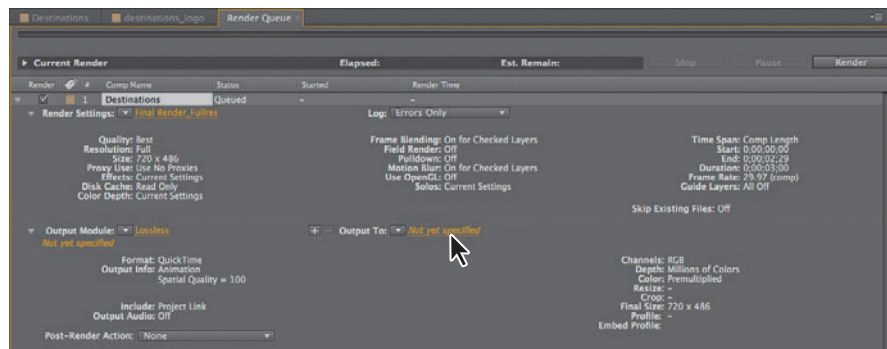 Destinations destinations_logo Render Queue ×
Current Render Elapsed: Est. Remain: Stop Pause Render
Render # Comp Name Status Started Render Time
1 Destinations Queued - -
Render Settings: Final Render_Fullres Log: Errors Only
Quality: Best Frame Blending: On for Checked Layers Time Span: Comp Length
Resolution: Full Field Render: Off Start: 0;00;00;00
Size: 720 x 486 Pulldown: Off End: 0;00;02;29
Proxy Use: Use No Proxies Motion Blur: On for Checked Layers Duration: 0;00;03;00
Effects: Current Settings Use OpenGL: Off Frame Rate: 29.97 (comp)
Disk Cache: Read Only Solos: Current Settings Guide Layers: All Off
Color Depth: Current Settings
Skip Existing Files: Off
Output Module: Lossless + - Output To: Not yet specified
Not yet specified
Format: QuickTime Channels: RGB
Output Info: Animation Depth: Millions of Colors
Spatial Quality = 100 Color: Premultiplied
Resize: -
Crop: -
Include: Project Link Final Size: 720 x 486
Output Audio: Off Profile: -
Embed Profile:
Post-Render Action: None